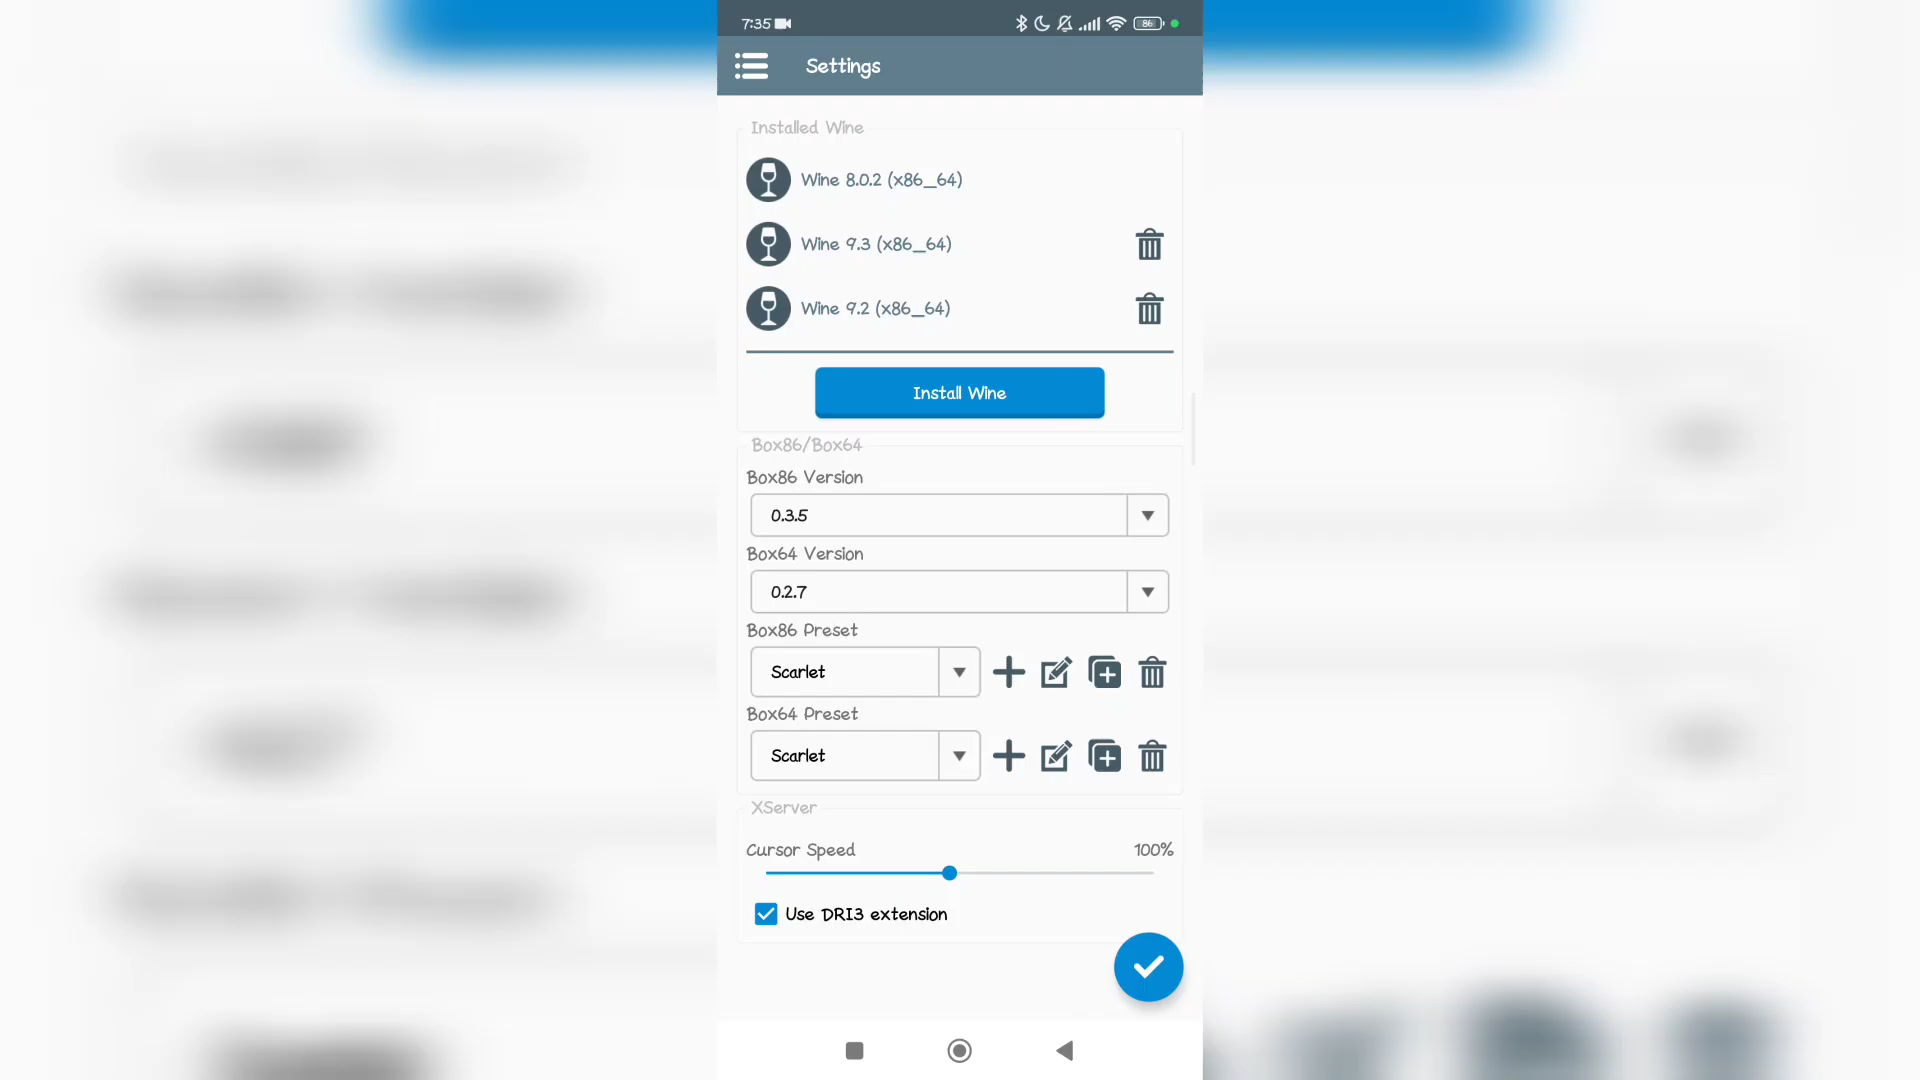 7:35
86
Settings
Installed Wine
Wine 8.0.2 (x86_64)
Wine 9.3 (x86_64)
Wine 9.2 (x86_64)
Install Wine
Box86/Box64
Box86 Version
0.3.5
Box64 Version
0.2.7
Box86 Preset
Scarlet
Box64 Preset
Scarlet
XServer
Cursor Speed
100%
Use DRI3 extension